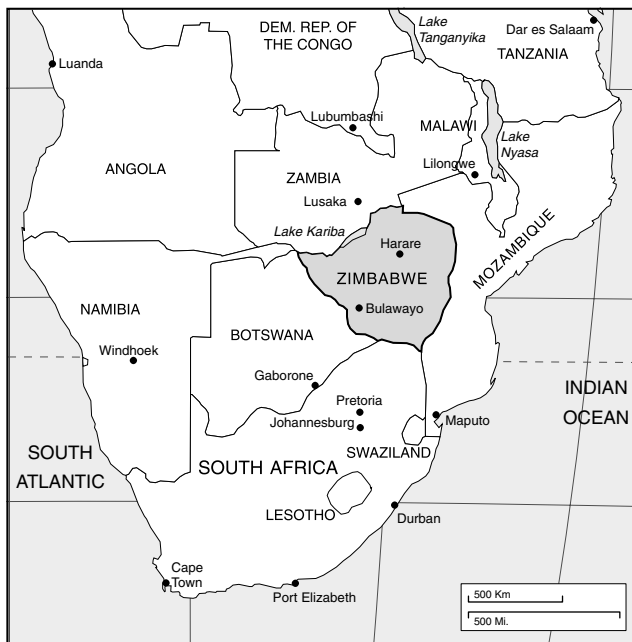 DEM. REP. OF
THE CONGO
Lake
Tanganyika
Dar es Salaam
TANZANIA
Luanda
Lubumbashi
MALAWI
Lake
Nyasa
ANGOLA
ZAMBIA
Lilongwe
Lusaka
Lake Kariba
Harare
MOZAMBIQUE
ZIMBABWE
NAMIBIA
Bulawayo
BOTSWANA
Windhoek
Gaborone
INDIAN
OCEAN
Pretoria
Johannesburg
Maputo
SWAZILAND
SOUTH
ATLANTIC
SOUTH AFRICA
LESOTHO
Durban
Cape
Town
Port Elizabeth
500 Km
500 Mi.